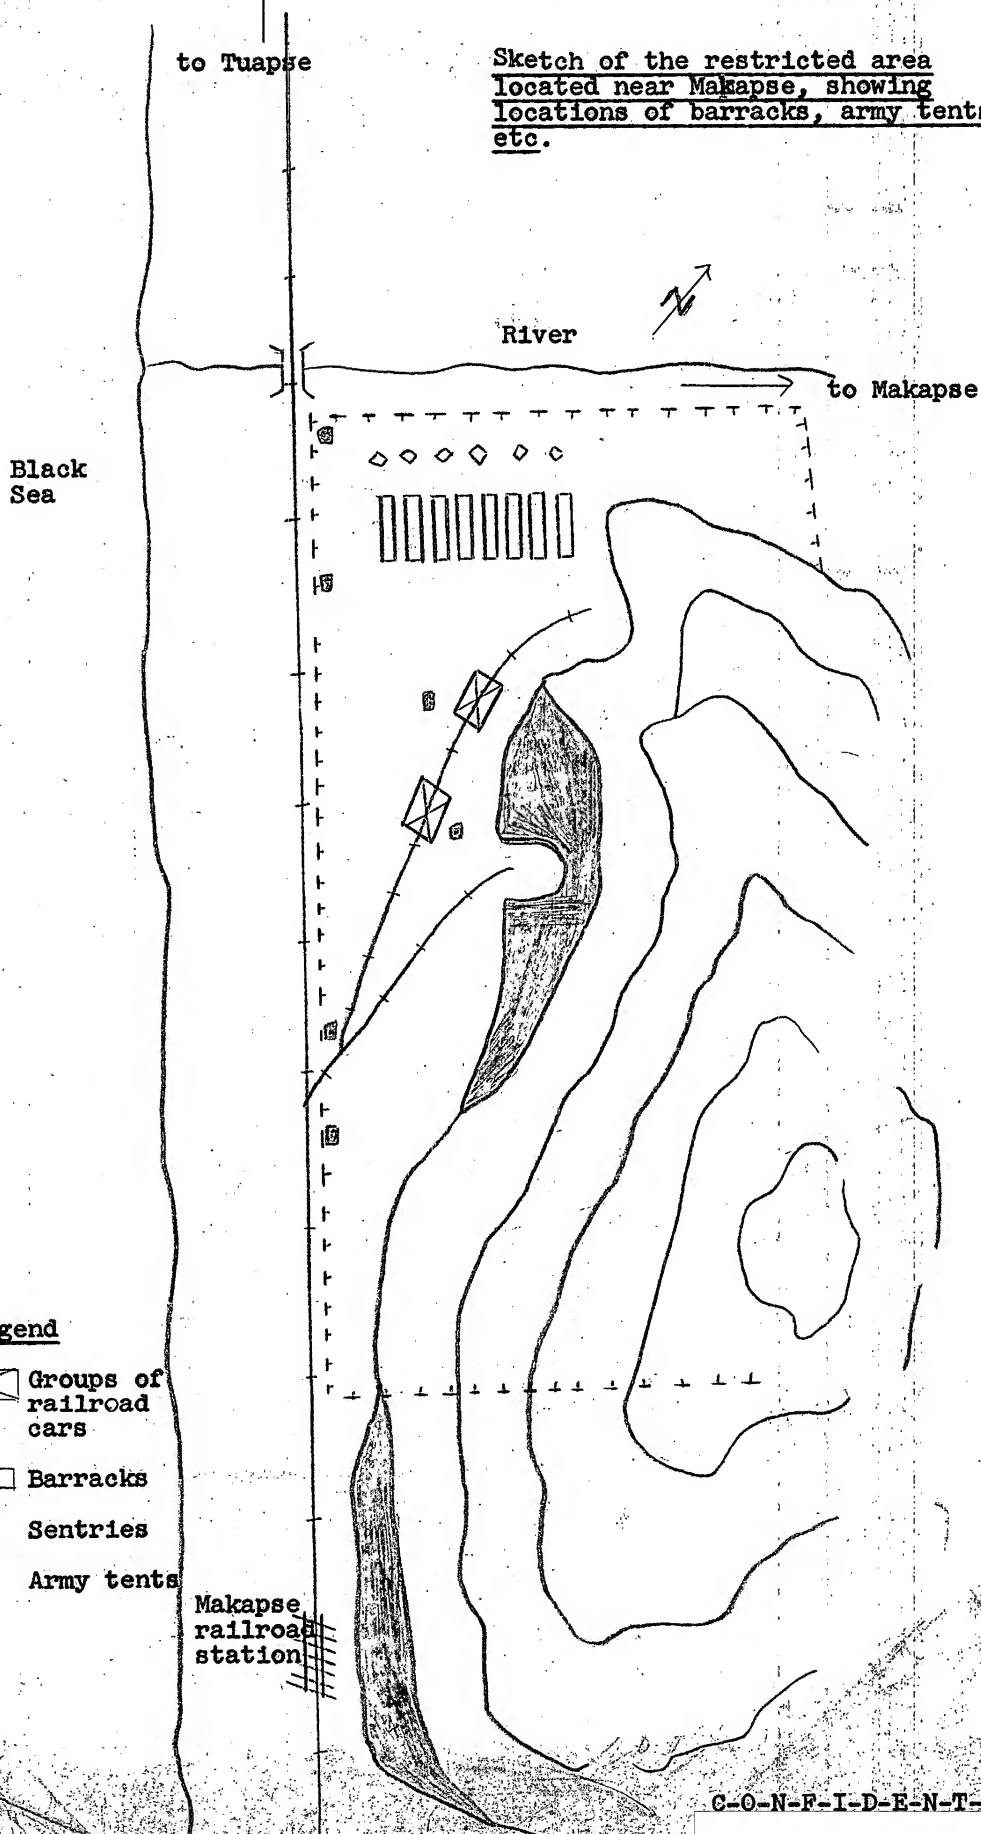 to Tuapse
Sketch of the restricted area
located near Makapse, showing
locations of barracks, army tents
etc.
N
River
to Makapse
Black
Sea
gend
Groups of
railroad
cars
Barracks
Sentries
Army tents
Makapse
railroad
station
C-O-N-F-I-D-E-N-T-